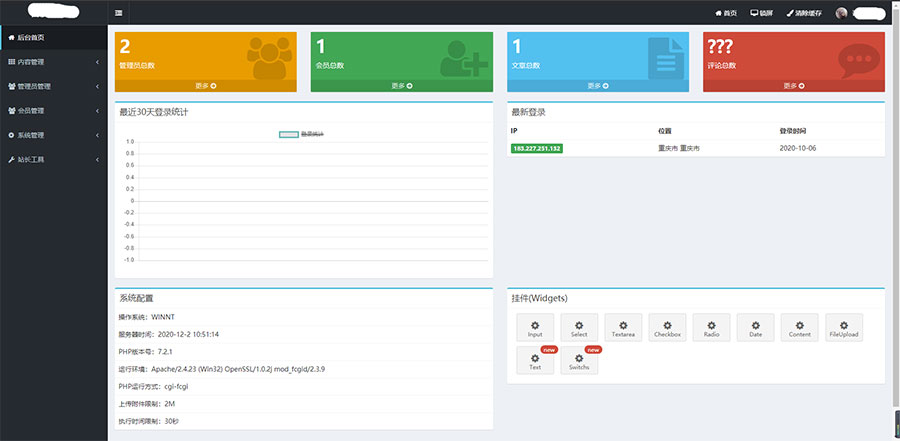 首页
锁屏
清除缓存
后台首页
内容管理
管理员管理
会员管理
系统管理
站长工具
2
管理员总数
更多
1
会员总数
更多
1
文章总数
更多
???
评论总数
更多
最近30天登录统计
登录统计
1.0
0.8
0.6
0.4
0.2
0
-0.2
-0.4
-0.6
-0.8
-1.0
最新登录
IP 位置 登录时间
183.227.251.132 重庆市 重庆市 2020-10-06
系统配置
操作系统：WINNT
服务器时间：2020-12-2 10:51:14
PHP版本号：7.2.1
运行环境：Apache/2.4.23 (Win32) OpenSSL/1.0.2j mod_fcgid/2.3.9
PHP运行方式：cgi-fcgi
上传附件限制：2M
执行时间限制：30秒
挂件(Widgets)
Input
Select
Textarea
Checkbox
Radio
Date
Content
FileUpload
new
Text
new
Switchs